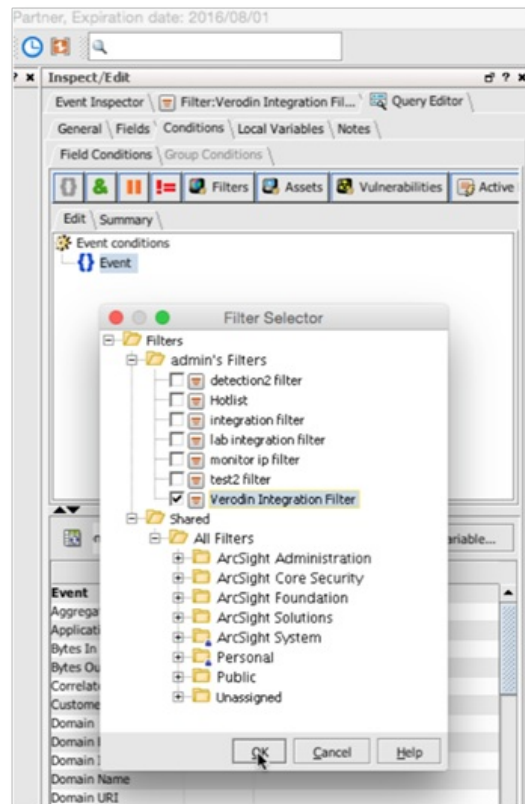 Partner, Expiration date: 2016/08/01
? × Inspect/Edit ? ×
Event Inspector Filter:Verodin Integration Fil... Query Editor
General Fields Conditions Local Variables Notes
Field Conditions Group Conditions
{} & != Filters Assets Vulnerabilities Active
Edit Summary
Event conditions
{} Event
Filter Selector
Filters
admin's Filters
detection2 filter
Hotlist
integration filter
lab integration filter
monitor ip filter
test2 filter
Verodin Integration Filter
Shared
All Filters
ArcSight Administration
ArcSight Core Security
ArcSight Foundation
ArcSight Solutions
ArcSight System
Personal
Public
Unassigned
ariable...
Event
Aggrega
Applicati
Bytes In
Bytes Ou
Correlat
Custome
Domain
Domain
Domain
Domain Name
Domain URI
OK Cancel Help